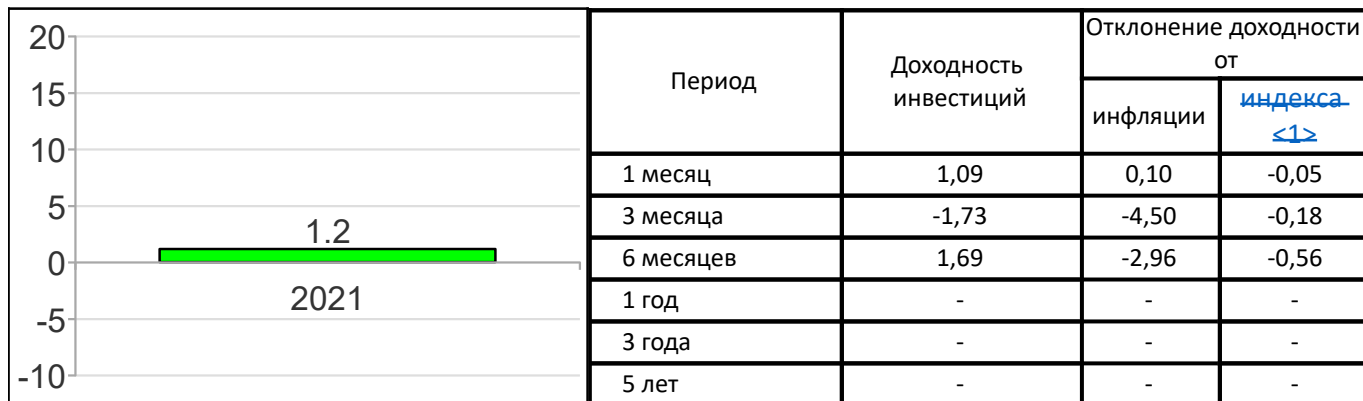 20
15
10
5
0
-5
-10
1.2
2021
Период
Доходность
инвестиций
Отклонение доходности
от
инфляции
индекса
<1>
1 месяц 1,09 0,10 -0,05
3 месяца -1,73 -4,50 -0,18
6 месяцев 1,69 -2,96 -0,56
1 год - - -
3 года - - -
5 лет - - -